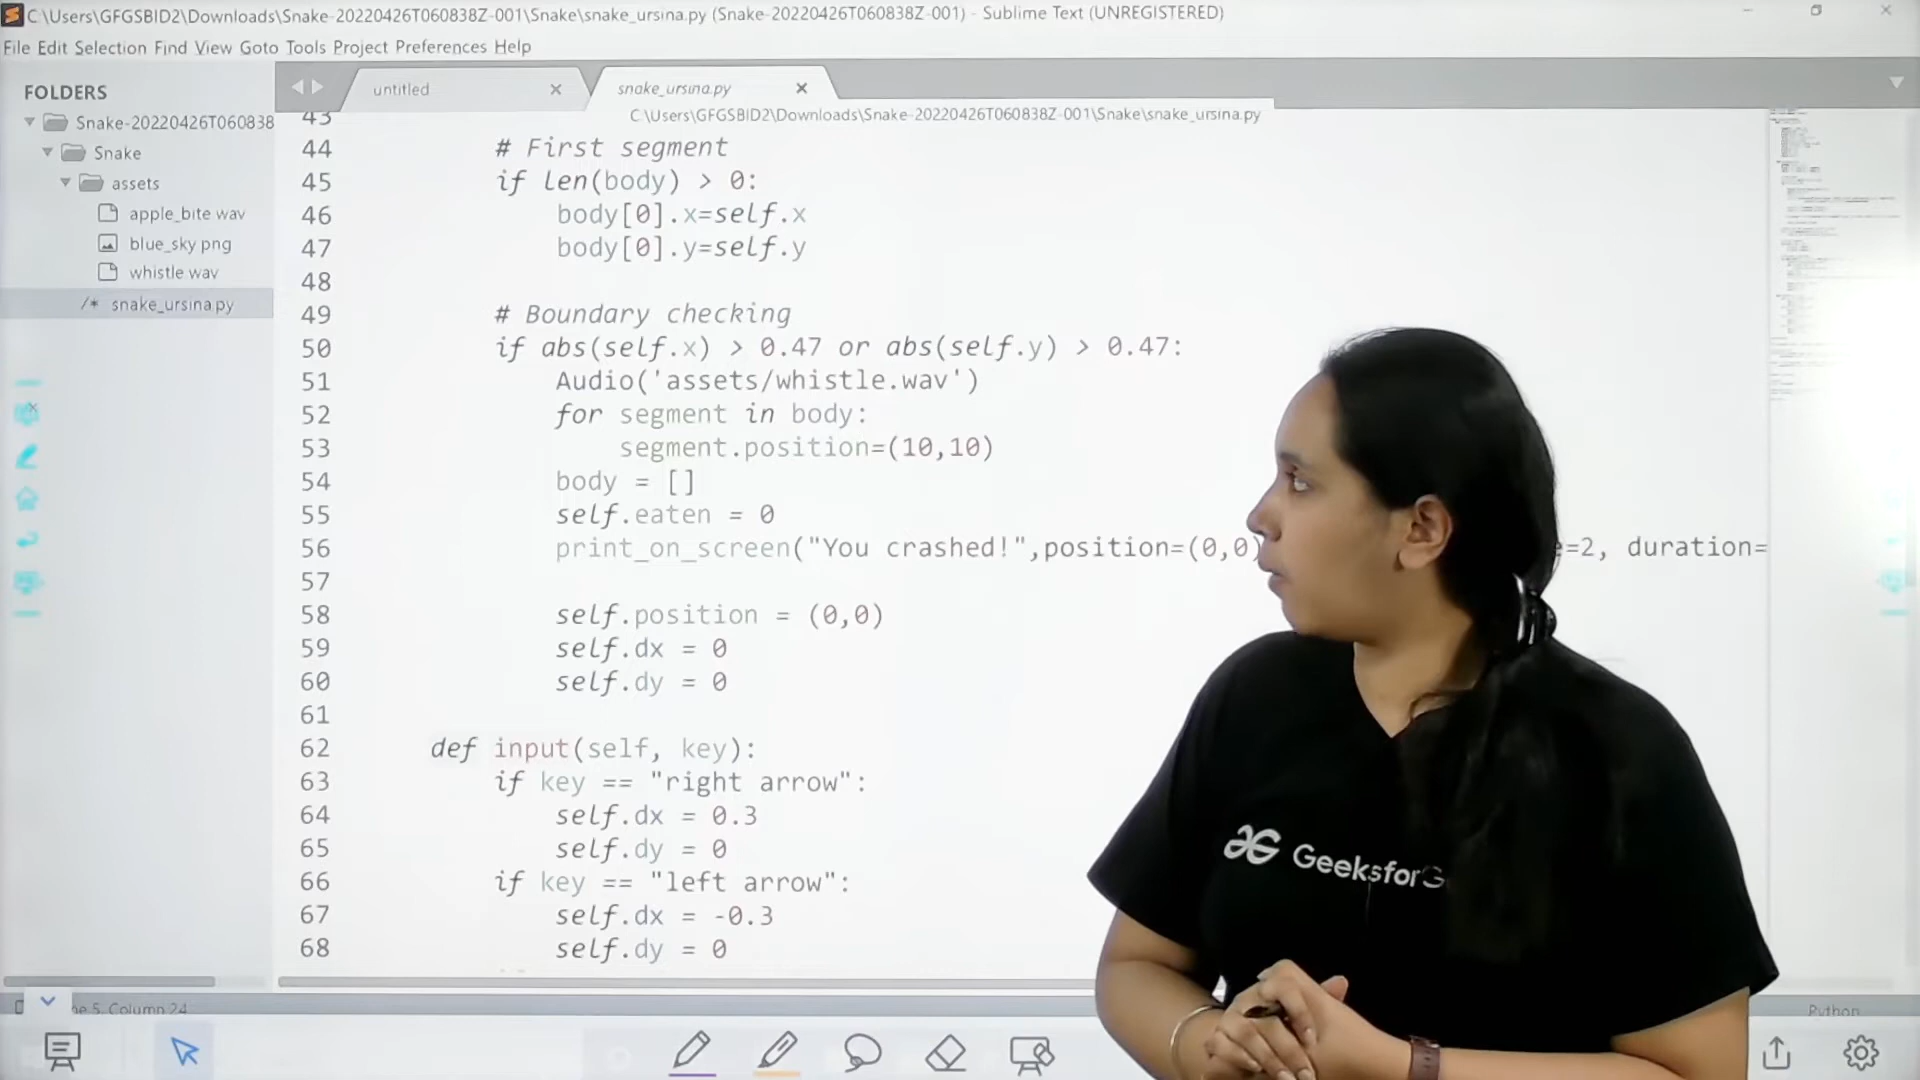 C:\Users\GFGSBID2\Downloads\Snake-20220426T060838Z-001\Snake\snake_ursina.py (Snake-20220426T060838Z-001) - Sublime Text (UNREGISTERED)
File Edit Selection Find View Goto Tools Project Preferences Help
FOLDERS
Snake-20220426T060838
Snake
assets
apple_bite wav
blue_sky png
whistle wav
/* snake_ursina.py
untitled
snake_ursina.py
C:\Users\GFGSBID2\Downloads\Snake-20220426T060838Z-001\Snake\snake_ursina.py
43
44 # First segment
45 if len(body) > 0:
46 body[0].x=self.x
47 body[0].y=self.y
48
49 # Boundary checking
50 if abs(self.x) > 0.47 or abs(self.y) > 0.47:
51 Audio('assets/whistle.wav')
52 for segment in body:
53 segment.position=(10,10)
54 body = []
55 self.eaten = 0
56 print_on_screen("You crashed!",position=(0,0) =2, duration=
57
58 self.position = (0,0)
59 self.dx = 0
60 self.dy = 0
61
62 def input(self, key):
63 if key == "right arrow":
64 self.dx = 0.3
65 self.dy = 0
66 if key == "left arrow":
67 self.dx = -0.3
68 self.dy = 0
5, Column 24
Python
GeeksforG